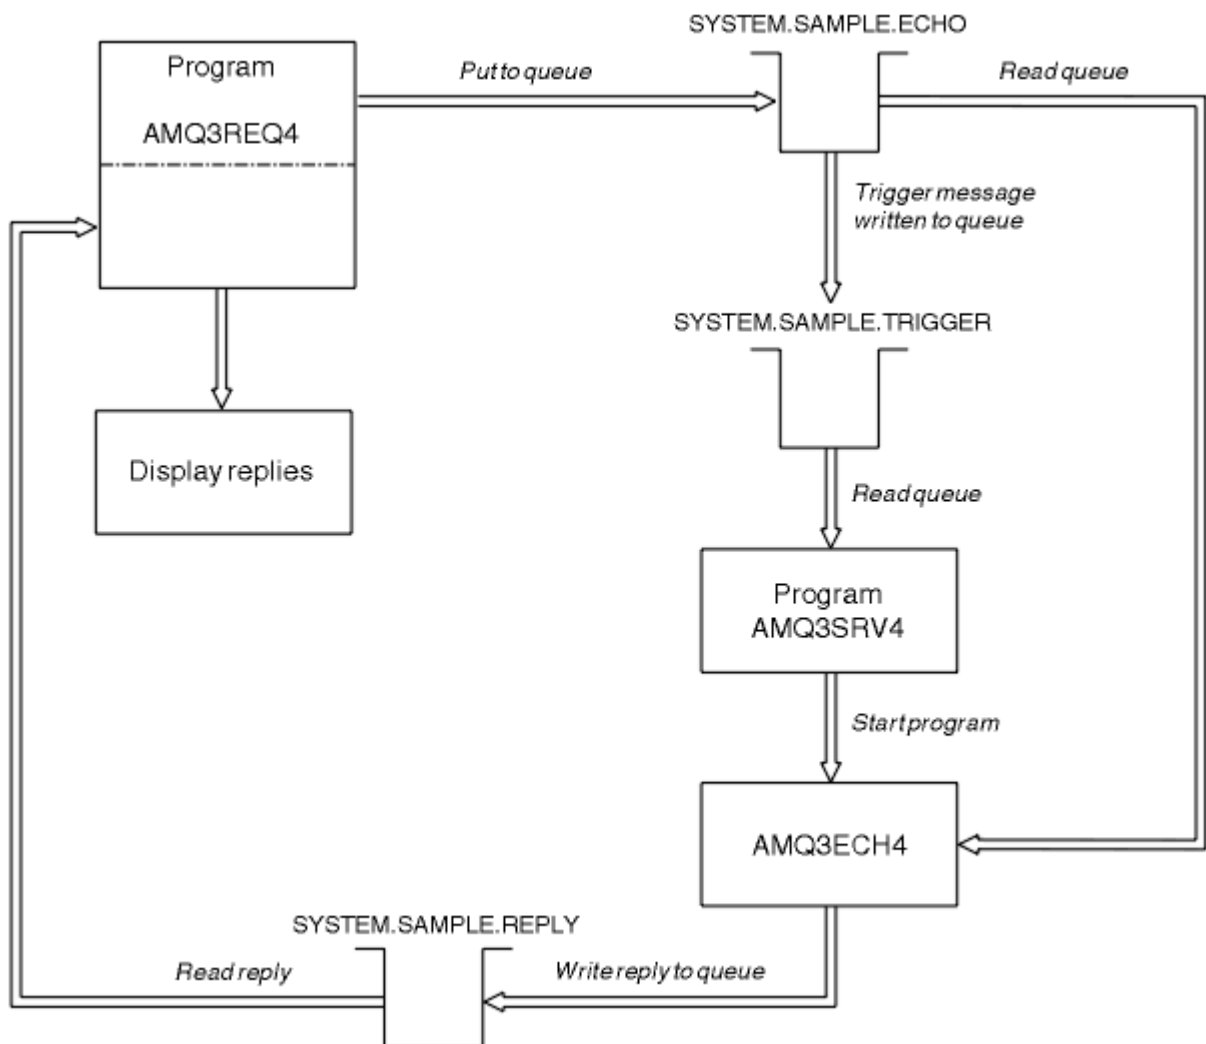 SYSTEM.SAMPLE.ECHO
Program
AMQ3REQ4
Put to queue
Read queue
Trigger message
written to queue
SYSTEM.SAMPLE.TRIGGER
Display replies
Read queue
Program
AMQ3SRV4
Start program
AMQ3ECH4
SYSTEM.SAMPLE.REPLY
Read reply
Write reply to queue